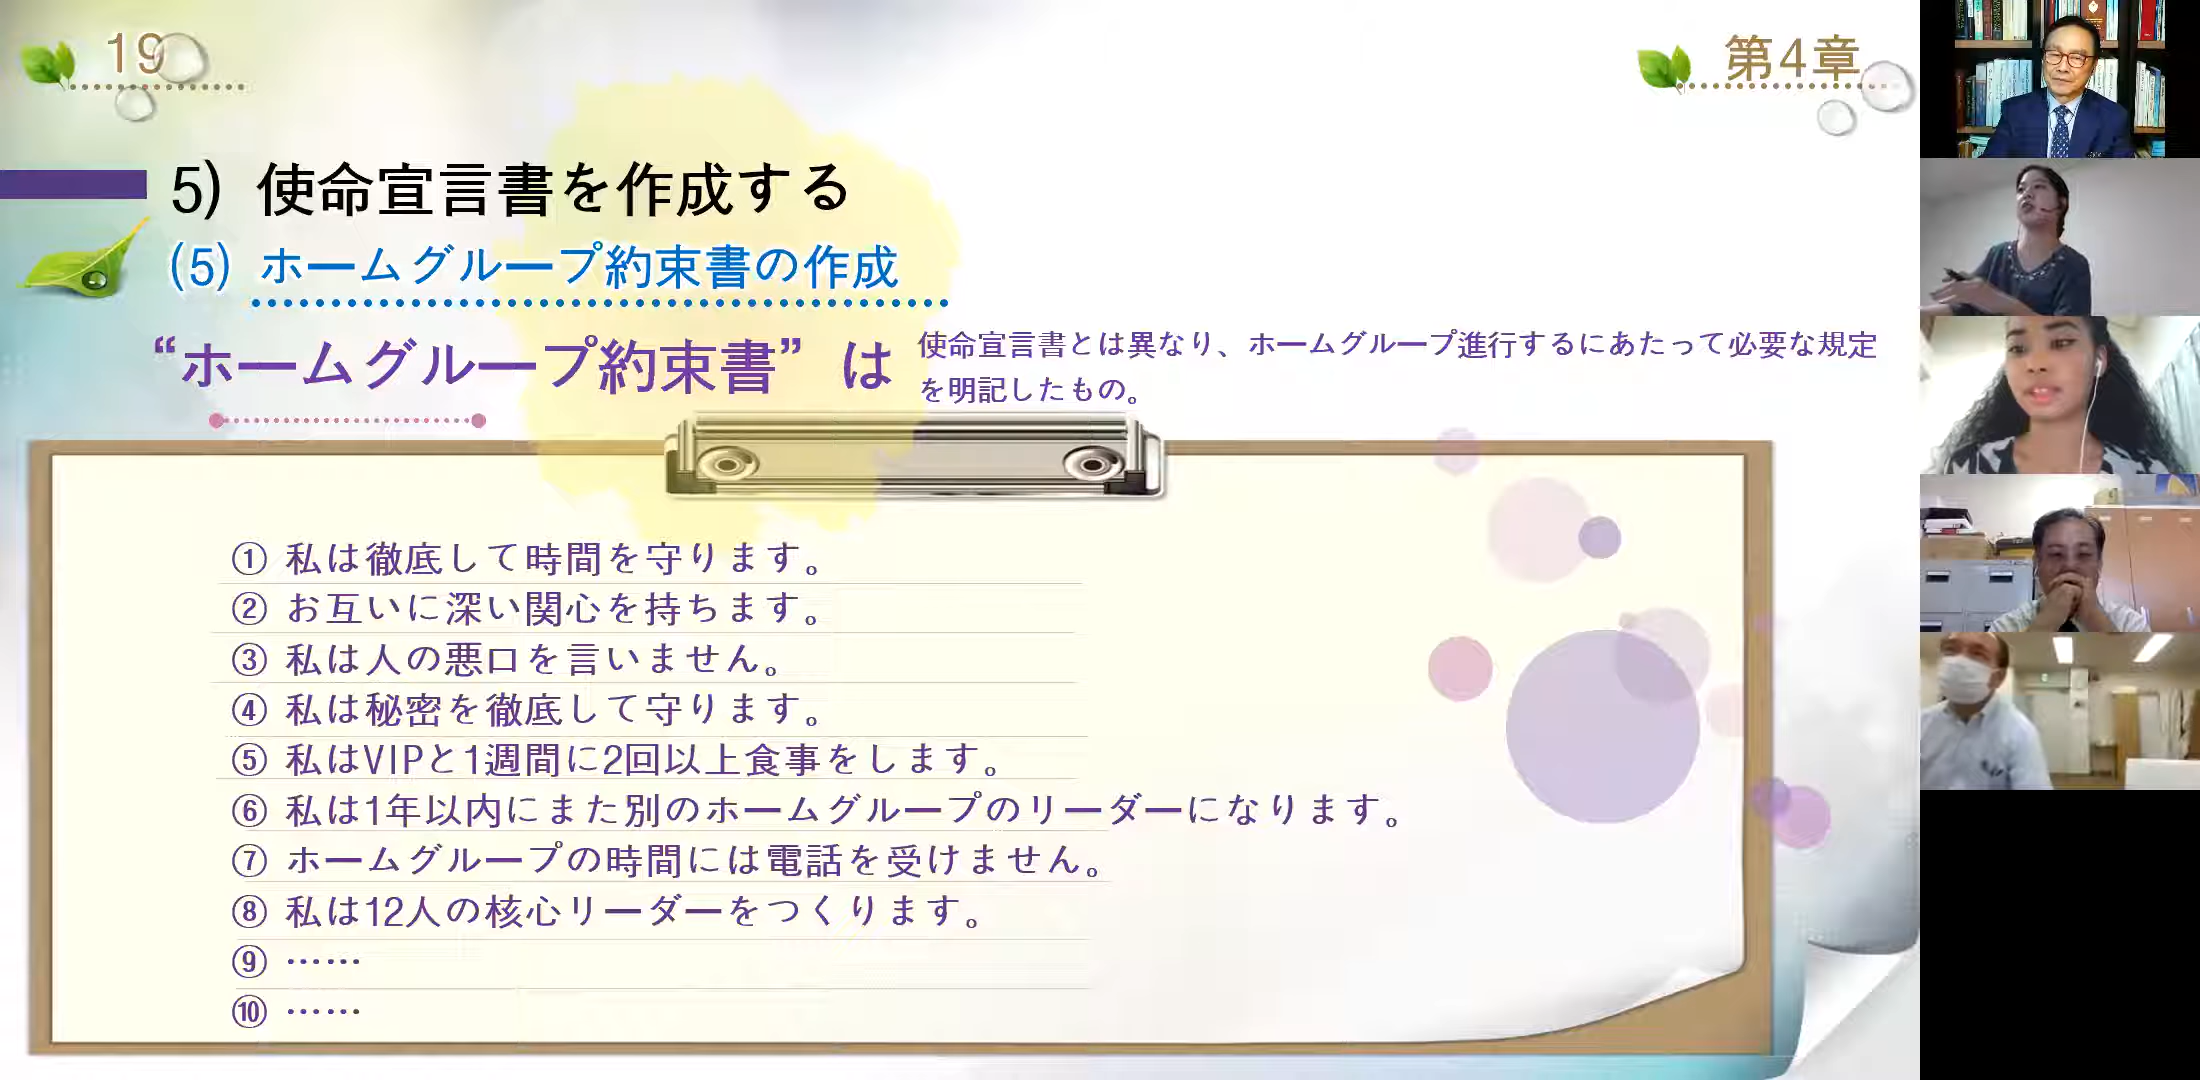 19
第4章
5) 使命宣言書を作成する
(5) ホームグループ約束書の作成
“ホームグループ約束書” は
使命宣言書とは異なり、ホームグループ進行するにあたって必要な規定
を明記したもの。
① 私は徹底して時間を守ります。
② お互いに深い関心を持ちます。
③ 私は人の悪口を言いません。
④ 私は秘密を徹底して守ります。
⑤ 私はVIPと1週間に2回以上食事をします。
⑥ 私は1年以内にまた別のホームグループのリーダーになります。
⑦ ホームグループの時間には電話を受けません。
⑧ 私は12人の核心リーダーをつくります。
⑨ ……
⑩ ……